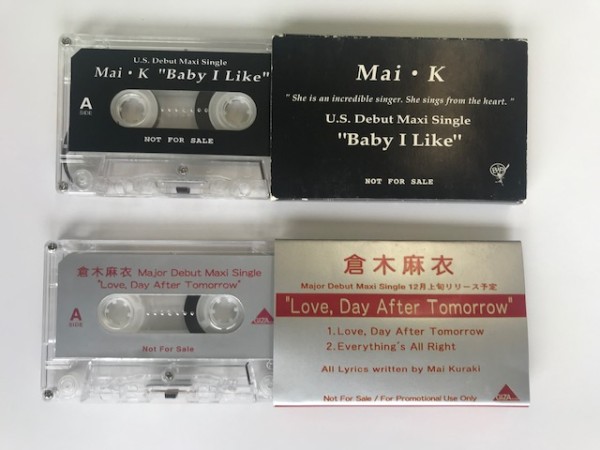 U.S. Debut Maxi Single
Mai・K "Baby I Like"
A
SIDE
NOT FOR SALE
Mai・K
"She is an incredible singer. She sings from the heart."
U.S. Debut Maxi Single
"Baby I Like"
NOT FOR SALE
倉木麻衣 Major Debut Maxi Single
"Love, Day After Tomorrow"
A
SIDE
Not For Sale
倉木麻衣
Major Debut Maxi Single 12月上旬リリース予定
"Love, Day After Tomorrow"
1.Love, Day After Tomorrow
2.Everything's All Right
All Lyrics written by Mai Kuraki
Not For Sale / For Promotional Use Only